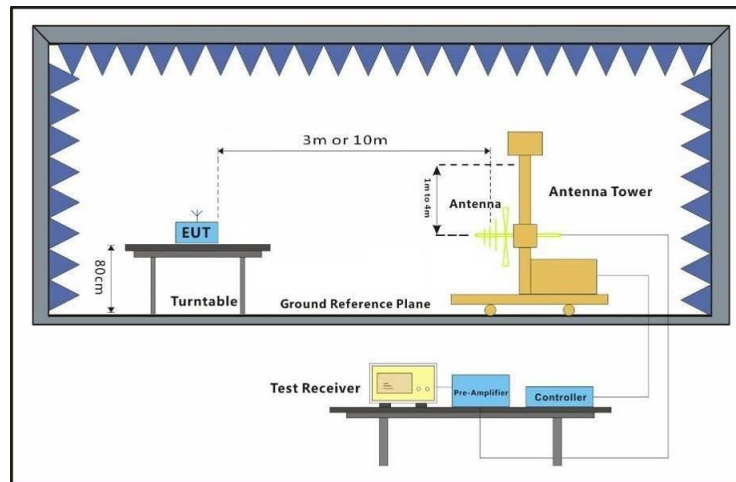 3m or 10m
1m to 4m
Antenna
Antenna Tower
EUT
80cm
Turntable
Ground Reference Plane
Test Receiver
Pre-Amplifier
Controller